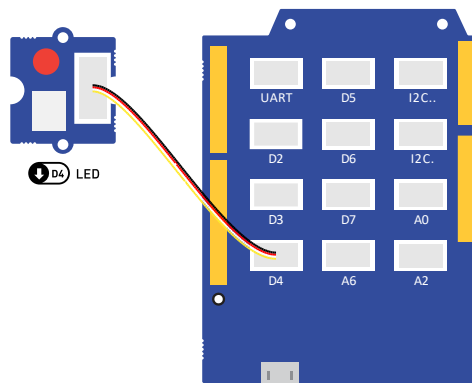 UART D5 I2C..
D2 D6 I2C.
D4 LED
D3 D7 A0
D4 A6 A2